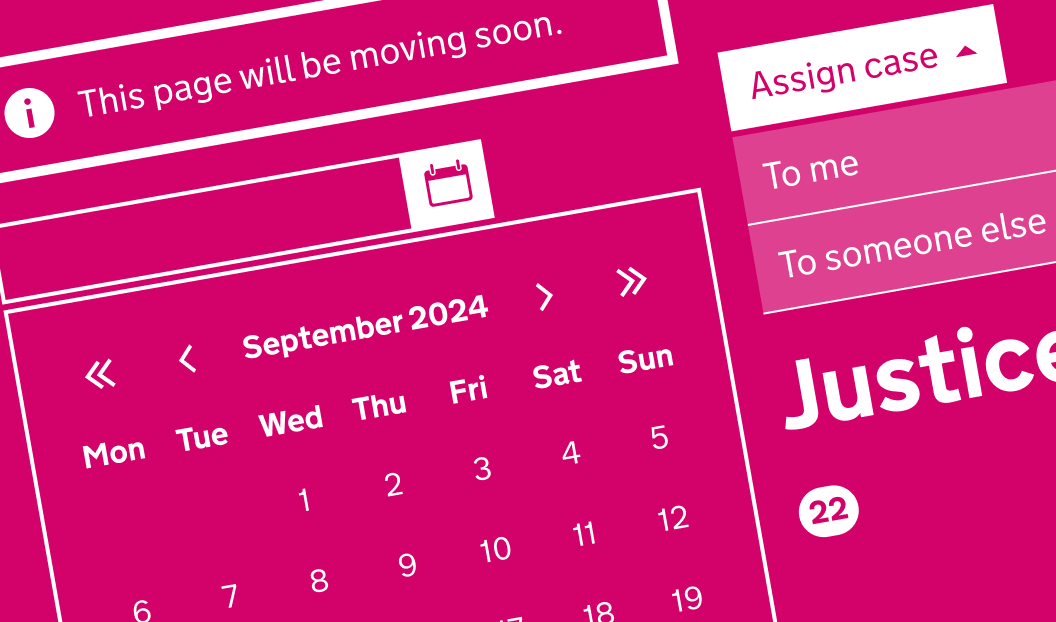 This page will be moving soon.
Assign case
To me
To someone else
September 2024
Mon Tue Wed Thu Fri Sat Sun
1 2 3 4 5
6 7 8 9 10 11 12
18 19
Justice
22